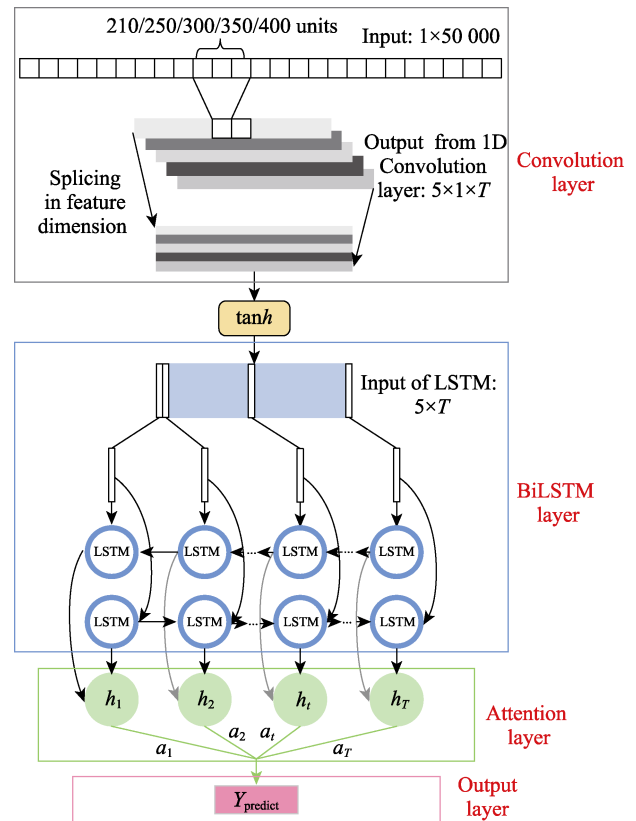 210/250/300/350/400 units
Input: 1×50 000
Output from 1D
Convolution
layer: 5×1×T
Convolution
layer
Splicing
in feature
dimension
tanh
Input of LSTM:
5×T
BiLSTM
layer
LSTM LSTM LSTM LSTM
LSTM LSTM LSTM LSTM
h1 h2 ht hT
a1 a2 at aT
Attention
layer
Ypredict
Output
layer